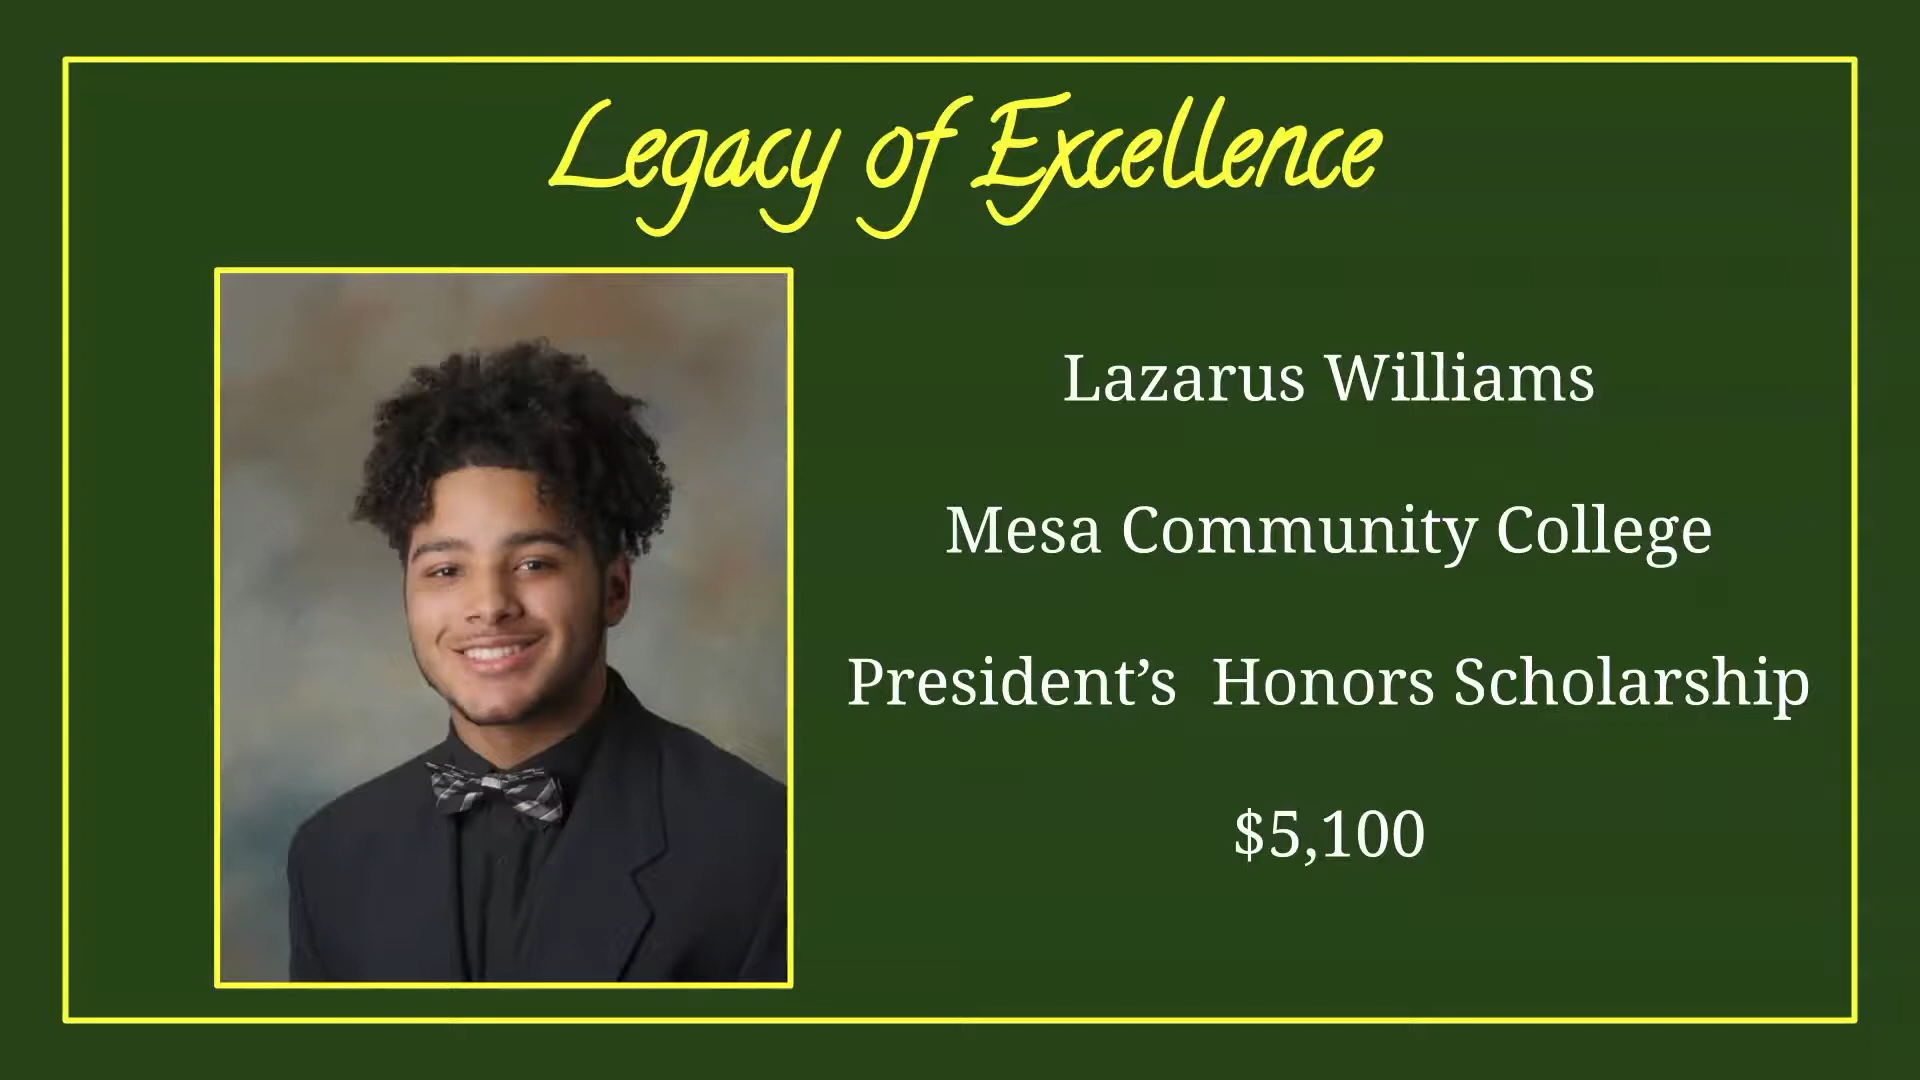 Legacy of Excellence
Lazarus Williams
Mesa Community College
President’s  Honors Scholarship
$5,100